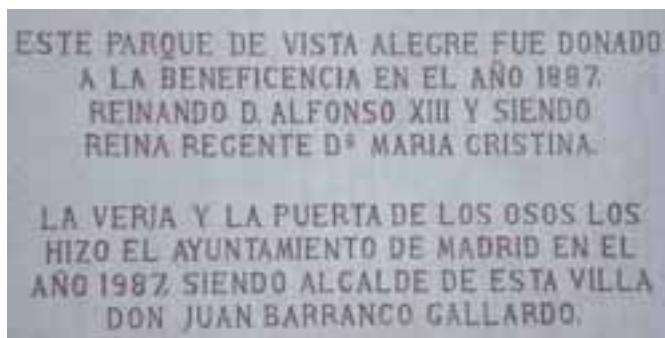 ESTE PARQUE DE VISTA ALEGRE FUE DONADO
A LA BENEFICENCIA EN EL AÑO 1887.
REINANDO D. ALFONSO XIII Y SIENDO
REINA REGENTE Dª MARIA CRISTINA.
LA VERJA Y LA PUERTA DE LOS OSOS LOS
HIZO EL AYUNTAMIENTO DE MADRID EN EL
AÑO 1987. SIENDO ALCALDE DE ESTA VILLA
DON JUAN BARRANCO GALLARDO.